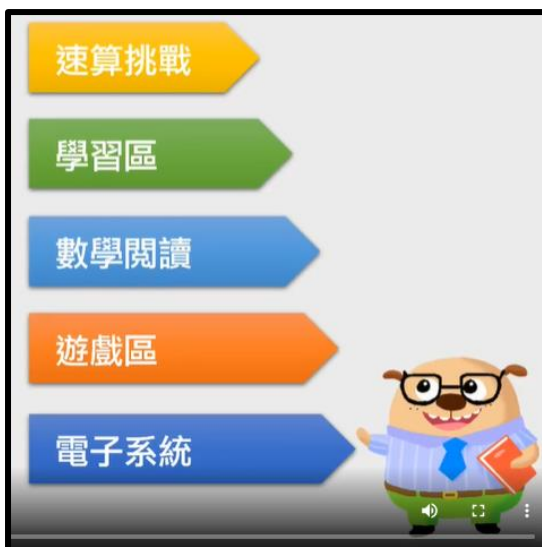 速算挑戰
學習區
數學閱讀
遊戲區
電子系統